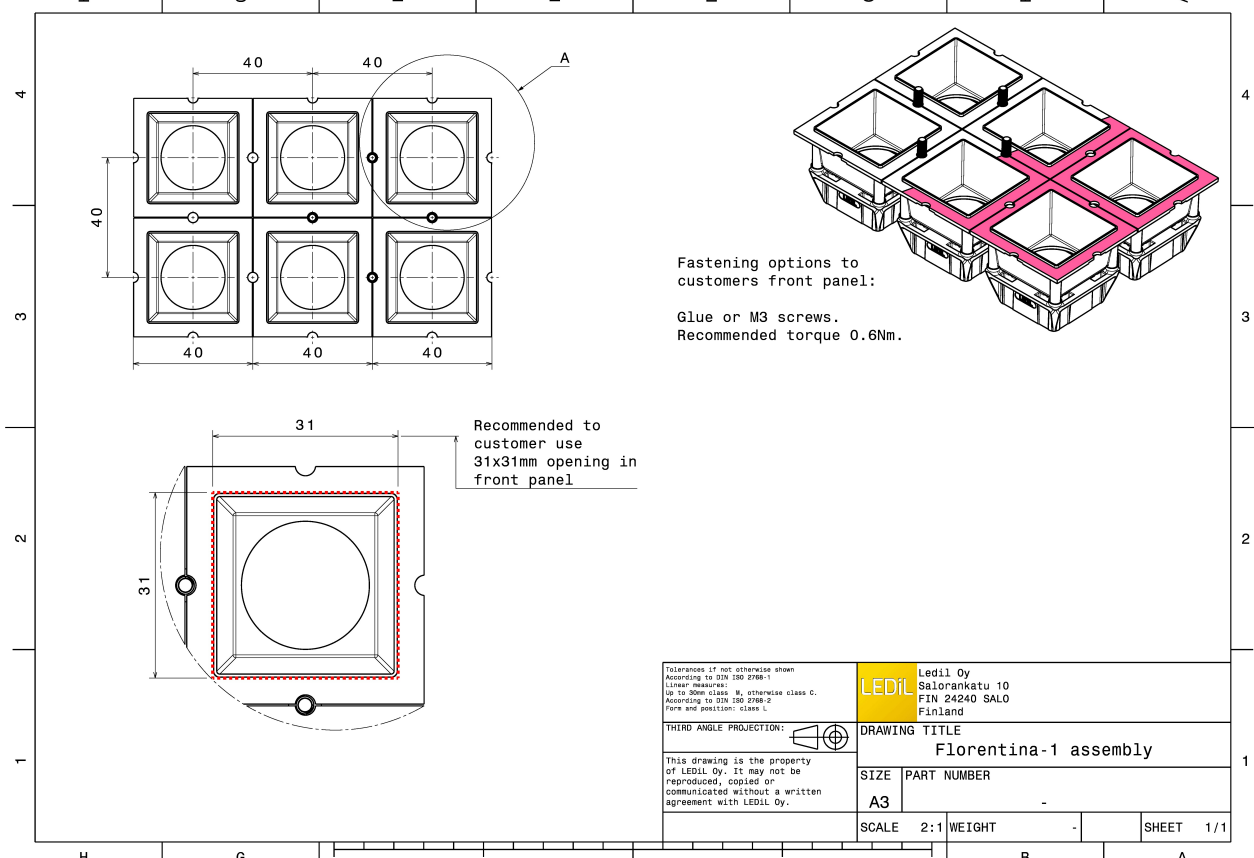 40
40
A
4
4
40
Fastening options to
customers front panel:
Glue or M3 screws.
Recommended torque 0.6Nm.
3
3
40
40
40
31
Recommended to
customer use
31x31mm opening in
front panel
2
2
31
Tolerances if not otherwise shown
According to DIN ISO 2768-1
Linear measures:
Up to 30mm class M, otherwise class C.
According to DIN ISO 2768-2
Form and position: class L
LEDiL
Ledil Oy
Salorankatu 10
FIN 24240 SALO
Finland
THIRD ANGLE PROJECTION:
DRAWING TITLE
Florentina-1 assembly
1
1
This drawing is the property
of LEDiL Oy. It may not be
reproduced, copied or
communicated without a written
agreement with LEDiL Oy.
SIZE
PART NUMBER
A3
-
SCALE 2:1
WEIGHT -
SHEET 1/1